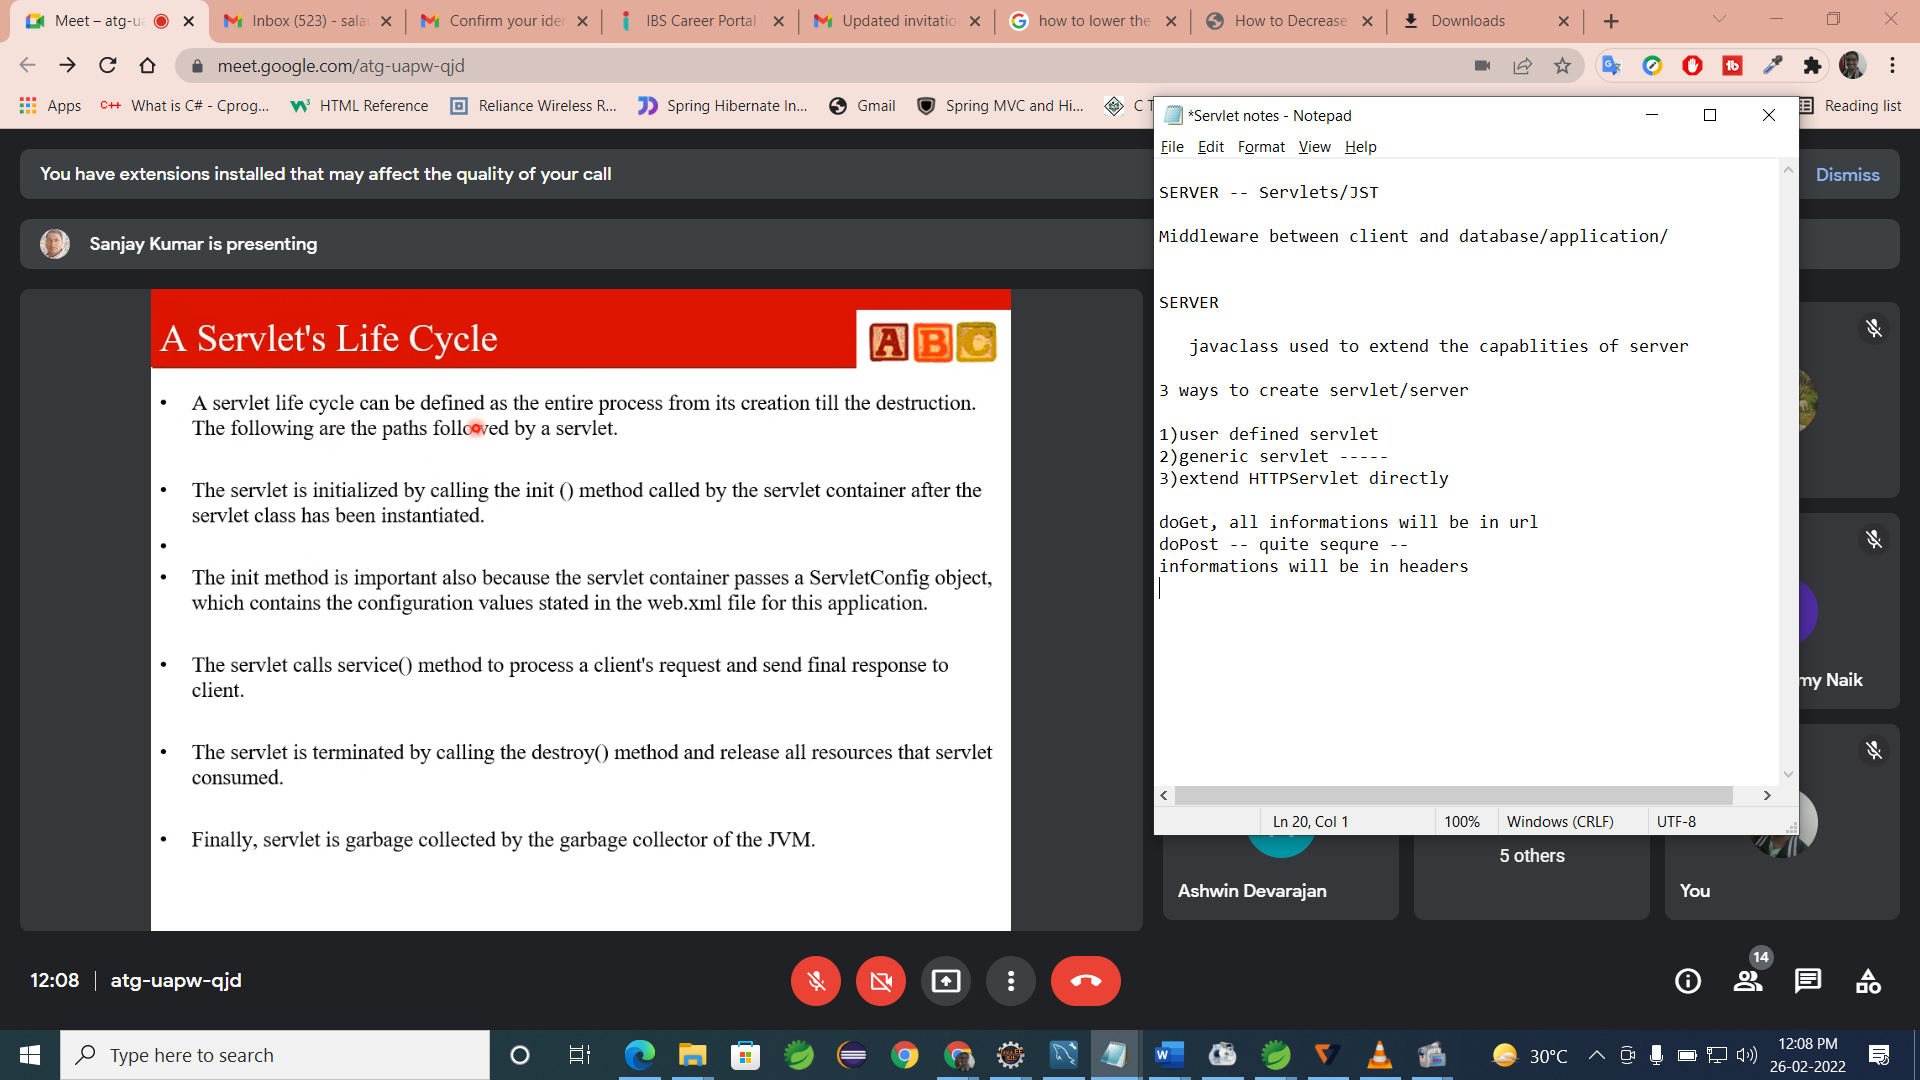 Meet – atg-u
Inbox (523) - sala
Confirm your ide
IBS Career Portal
Updated invitatio
how to lower the
How to Decrease
Downloads
meet.google.com/atg-uapw-qjd
Apps
C++ What is C# - Cprog...
HTML Reference
Reliance Wireless R...
Spring Hibernate In...
Gmail
Spring MVC and Hi...
C T
Reading list
You have extensions installed that may affect the quality of your call
Dismiss
Sanjay Kumar is presenting
A Servlet's Life Cycle
A B C
• A servlet life cycle can be defined as the entire process from its creation till the destruction.
The following are the paths followed by a servlet.
• The servlet is initialized by calling the init () method called by the servlet container after the
servlet class has been instantiated.
•
• The init method is important also because the servlet container passes a ServletConfig object,
which contains the configuration values stated in the web.xml file for this application.
• The servlet calls service() method to process a client's request and send final response to
client.
• The servlet is terminated by calling the destroy() method and release all resources that servlet
consumed.
• Finally, servlet is garbage collected by the garbage collector of the JVM.
*Servlet notes - Notepad
File Edit Format View Help
SERVER -- Servlets/JST
Middleware between client and database/application/
SERVER
javaclass used to extend the capablities of server
3 ways to create servlet/server
1)user defined servlet
2)generic servlet -----
3)extend HTTPServlet directly
doGet, all informations will be in url
doPost -- quite sequre --
informations will be in headers
Ln 20, Col 1
100%
Windows (CRLF)
UTF-8
my Naik
Ashwin Devarajan
5 others
You
12:08 | atg-uapw-qjd
14
Type here to search
30°C
12:08 PM
26-02-2022